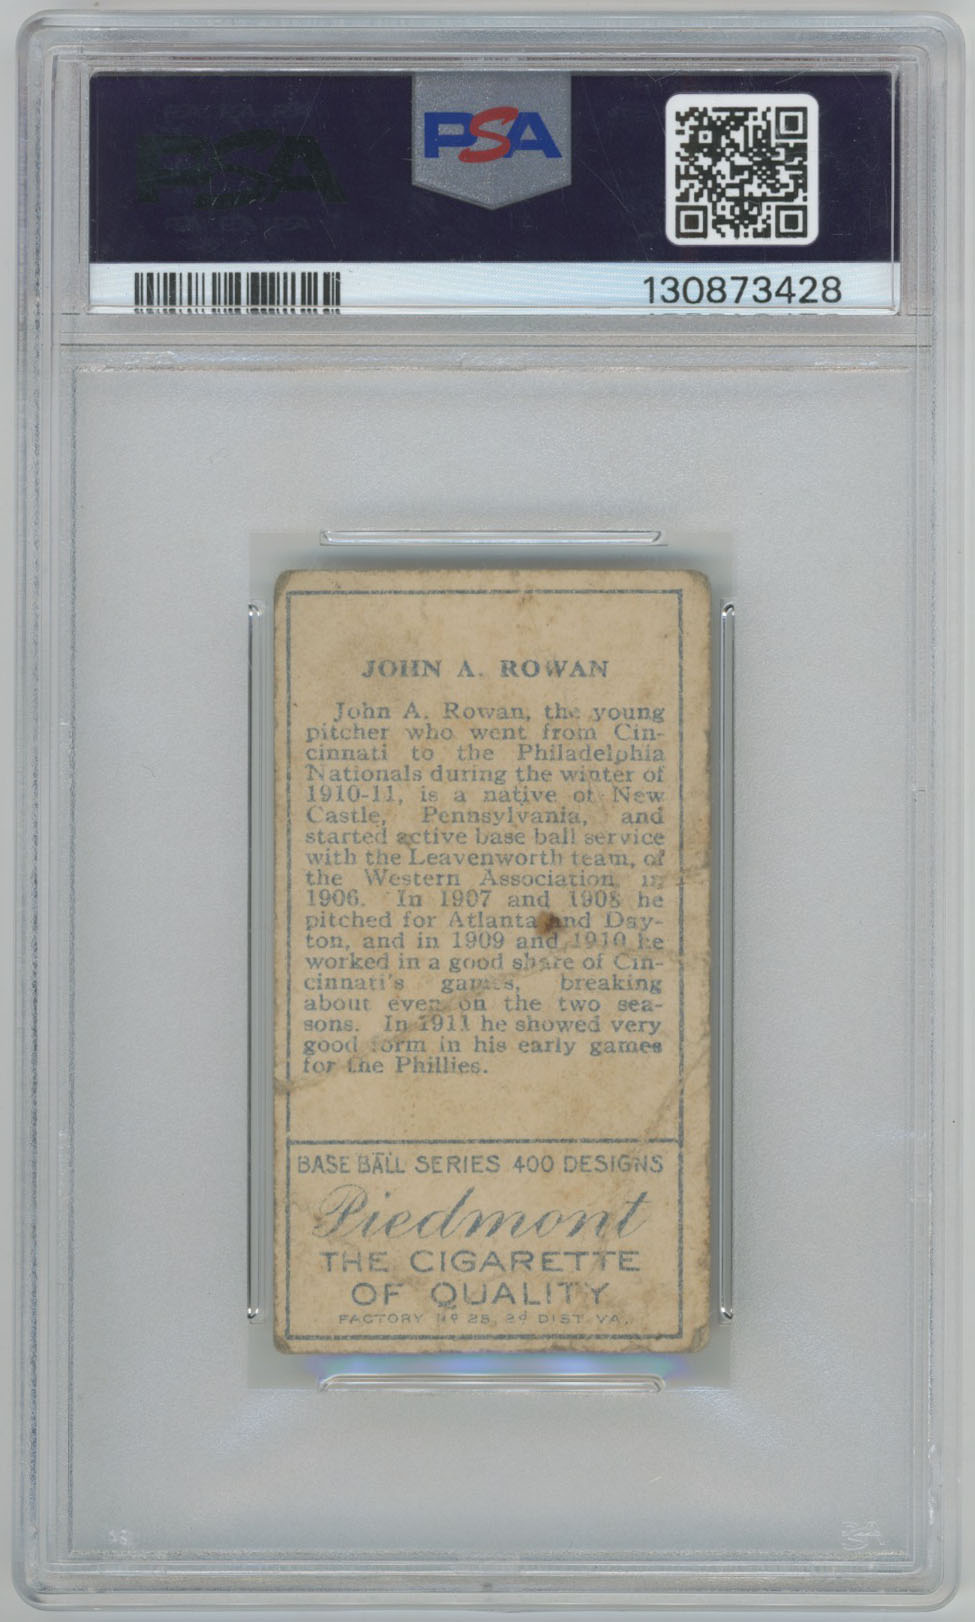 PSA
PSA
130873428
JOHN A. ROWAN
John A. Rowan, the young
pitcher who went from Cin-
cinnati to the Philadelphia
Nationals during the winter of
1910-11, is a native of New
Castle, Pennsylvania, and
started active base ball service
with the Leavenworth team, of
the Western Association, in
1906. In 1907 and 1908 he
pitched for Atlanta and Day-
ton, and in 1909 and 1910 he
worked in a good share of Cin-
cinnati's games, breaking
about even on the two sea-
sons. In 1911 he showed very
good form in his early games
for the Phillies.
BASE BALL SERIES 400 DESIGNS
Piedmont
THE CIGARETTE
OF QUALITY
FACTORY Nº 25, 2d DIST. VA.
PSA